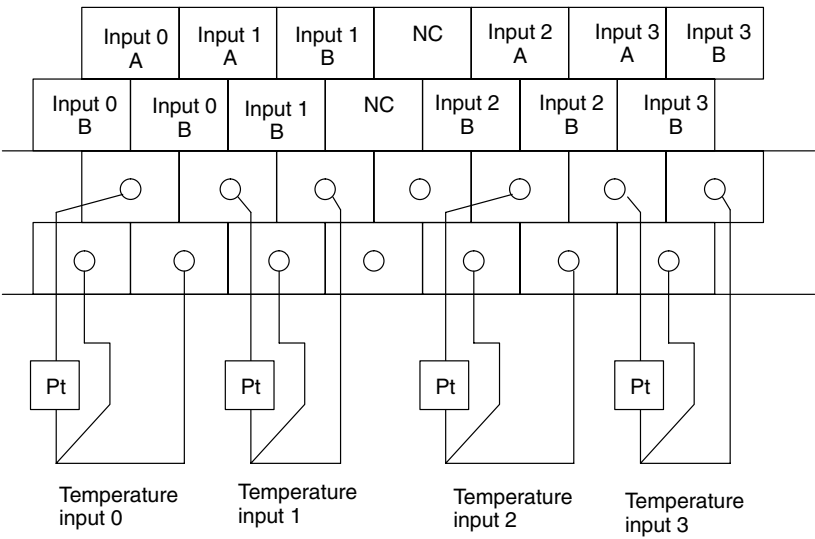 Input 0
A
Input 1
A
Input 1
B
NC
Input 2
A
Input 3
A
Input 3
B
Input 0
B
Input 0
B
Input 1
B
NC
Input 2
B
Input 2
B
Input 3
B
Pt
Pt
Pt
Pt
Temperature
input 0
Temperature
input 1
Temperature
input 2
Temperature
input 3